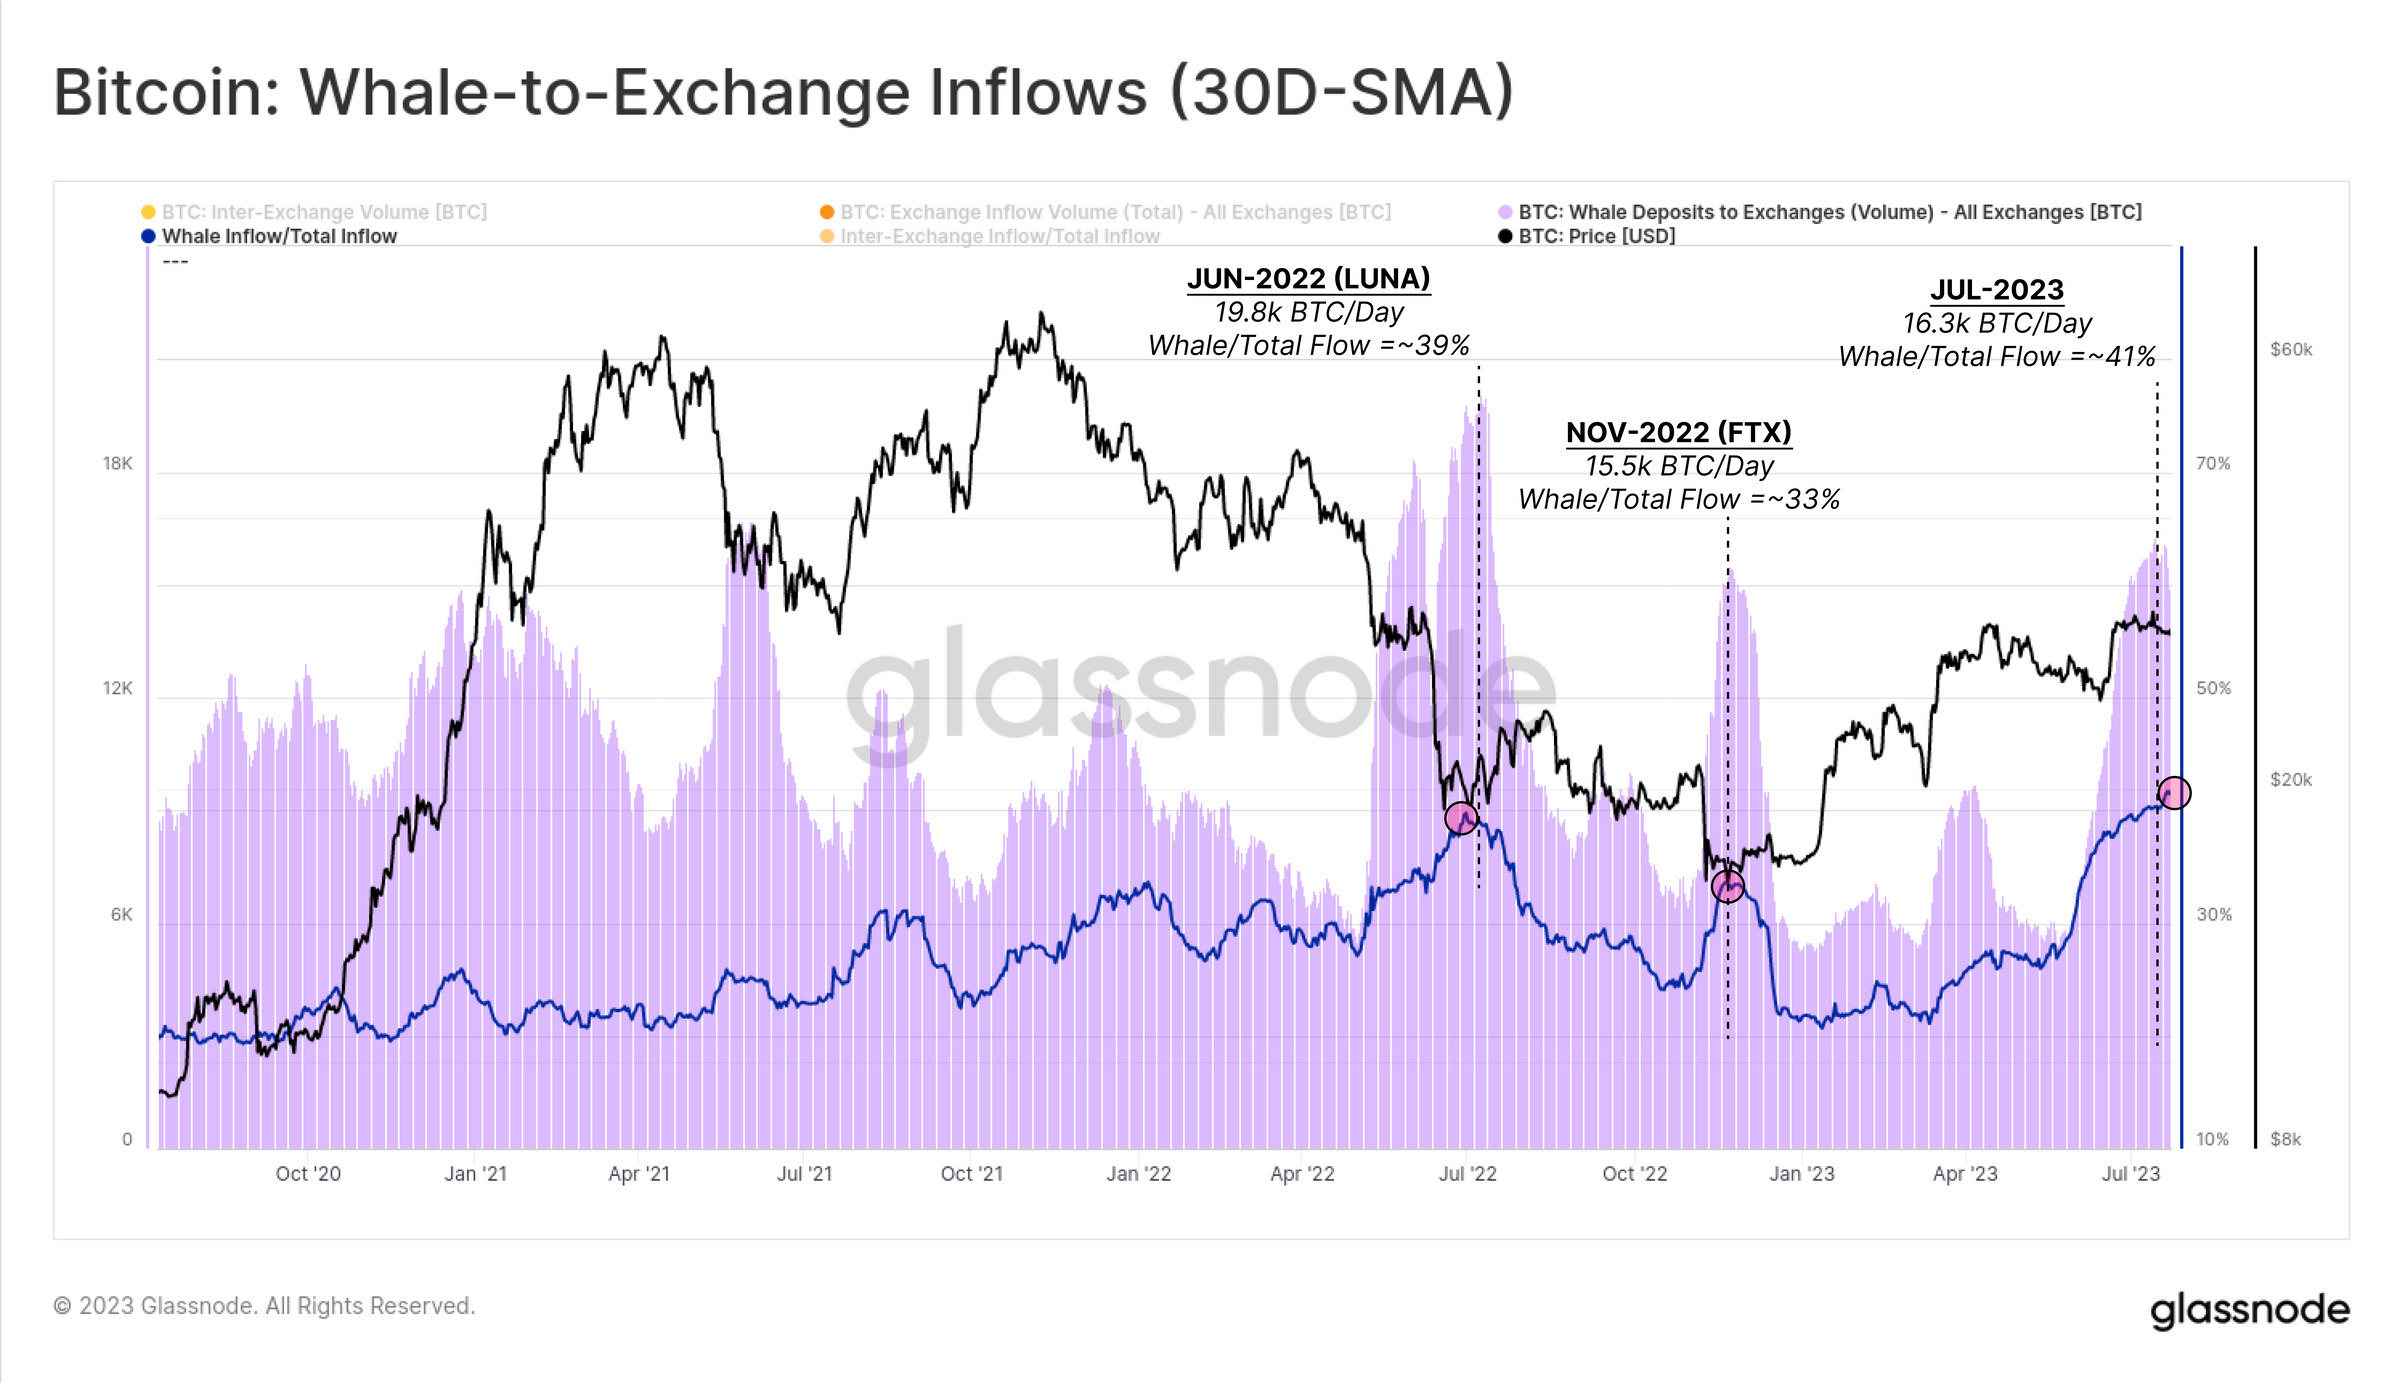 Bitcoin: Whale-to-Exchange Inflows (30D-SMA)
BTC: Inter-Exchange Volume [BTC]
BTC: Exchange Inflow Volume (Total) - All Exchanges [BTC]
BTC: Whale Deposits to Exchanges (Volume) - All Exchanges [BTC]
Whale Inflow/Total Inflow
Inter-Exchange Inflow/Total Inflow
BTC: Price [USD]
---
JUN-2022 (LUNA)
19.8k BTC/Day
Whale/Total Flow =~39%
JUL-2023
16.3k BTC/Day
Whale/Total Flow =~41%
NOV-2022 (FTX)
15.5k BTC/Day
Whale/Total Flow =~33%
18K
12K
6K
0
70%
50%
30%
10%
$60k
$20k
$8k
glassnode
Oct '20
Jan '21
Apr '21
Jul '21
Oct '21
Jan '22
Apr '22
Jul '22
Oct '22
Jan '23
Apr '23
Jul '23
© 2023 Glassnode. All Rights Reserved.
glassnode